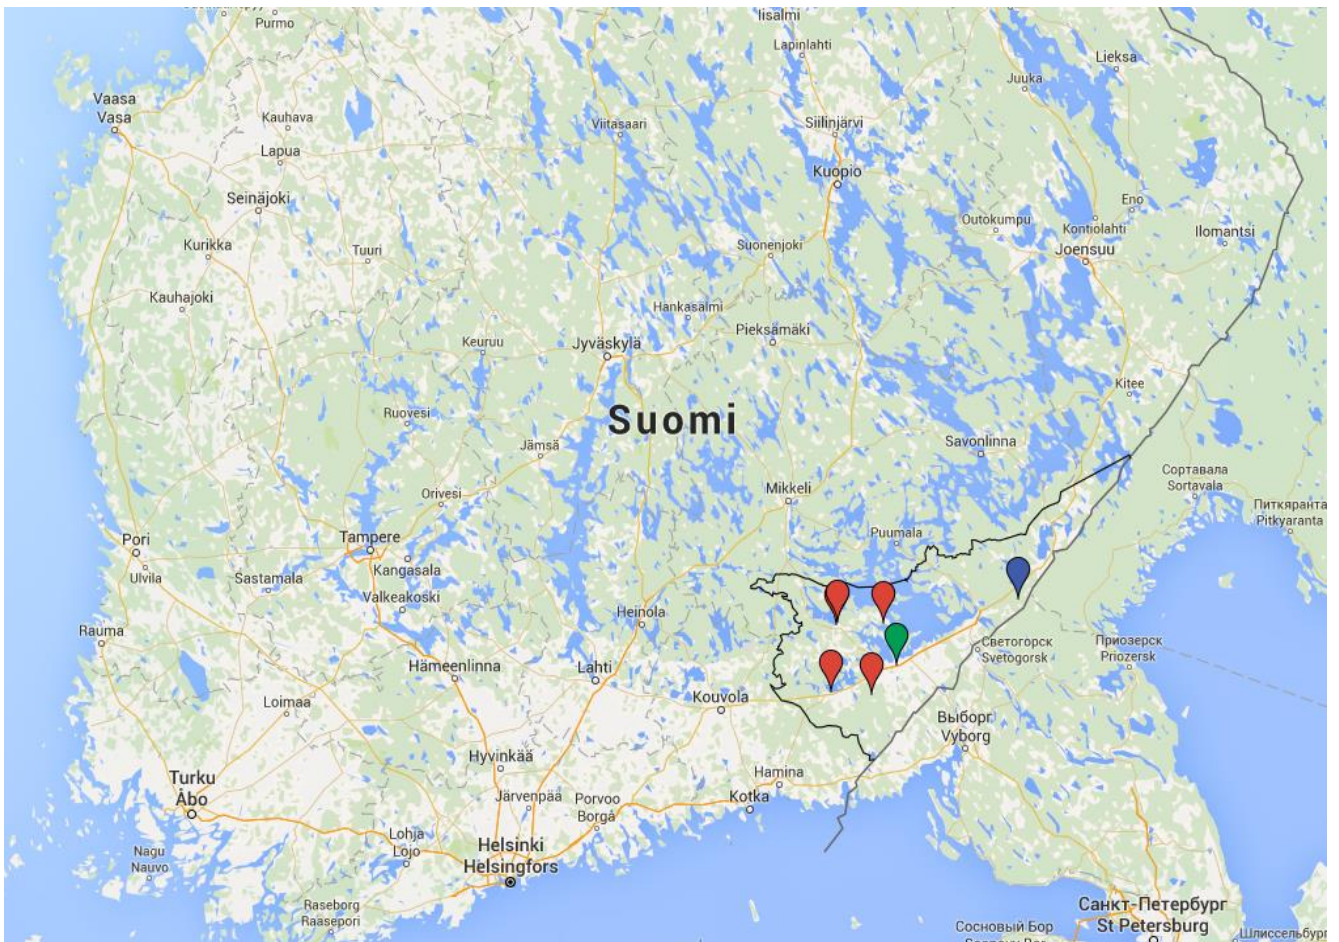 Purmo
Iisalmi
Lapinlahti
Lieksa
Juuka
Vaasa
Vasa
Kauhava
Viitasaari
Siilinjärvi
Lapua
Kuopio
Seinäjoki
Eno
Outokumpu
Kontiolahti
Ilomantsi
Kurikka
Tuuri
Suonenjoki
Joensuu
Kauhajoki
Hankasalmi
Pieksämäki
Keuruu
Jyväskylä
Kitee
Ruovesi
Suomi
Jämsä
Savonlinna
Сортавала
Sortavala
Orivesi
Mikkeli
Питкяранта
Pitkyaranta
Pori
Tampere
Puumala
Ulvila
Sastamala
Kangasala
Valkeakoski
Heinola
Rauma
Светогорск
Svetogorsk
Приозерск
Priozersk
Hämeenlinna
Lahti
Loimaa
Kouvola
Выборг
Vyborg
Hyvinkää
Turku
Åbo
Hamina
Järvenpää
Porvoo
Borgå
Kotka
Lohja
Lojo
Helsinki
Helsingfors
Nagu
Nauvo
Raseborg
Raasepori
Санкт-Петербург
St Petersburg
Сосновый Бор
Шлиссельбург